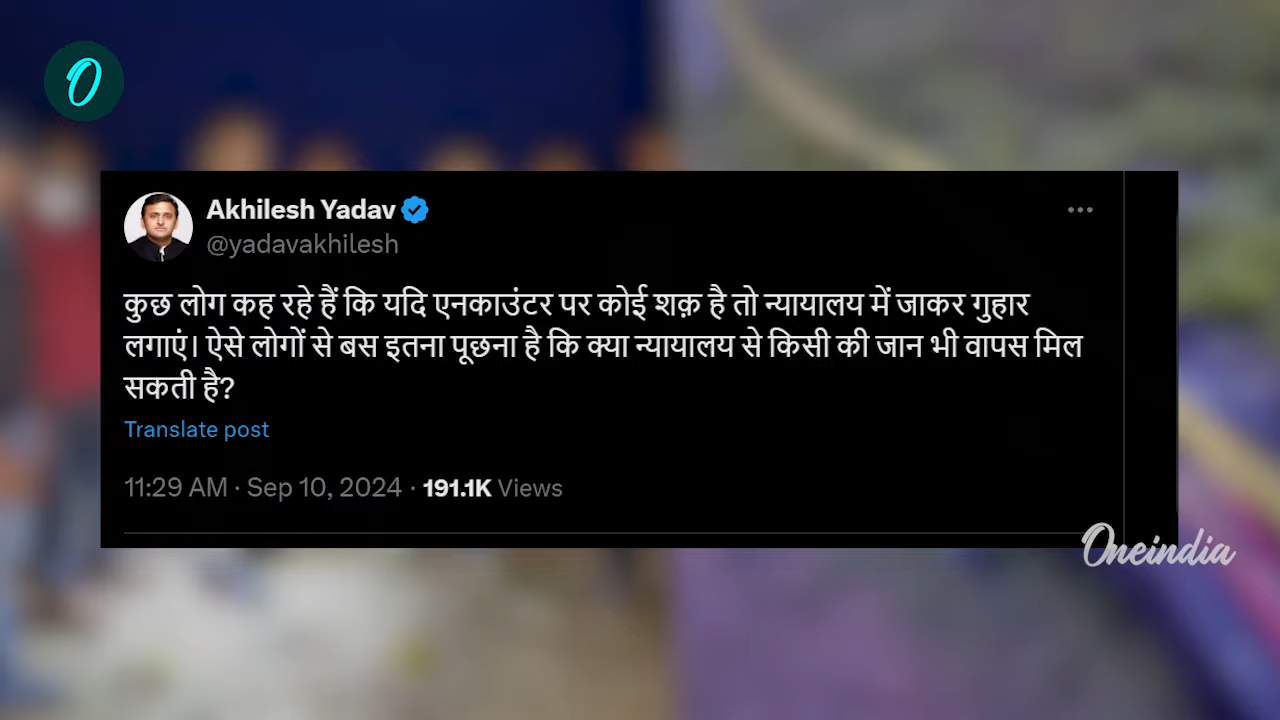 O
Akhilesh Yadav
@yadavakhilesh
कुछ लोग कह रहे हैं कि यदि एनकाउंटर पर कोई शक़ है तो न्यायालय में जाकर गुहार
लगाएं। ऐसे लोगों से बस इतना पूछना है कि क्या न्यायालय से किसी की जान भी वापस मिल
सकती है?
Translate post
11:29 AM · Sep 10, 2024 · 191.1K Views
Oneindia